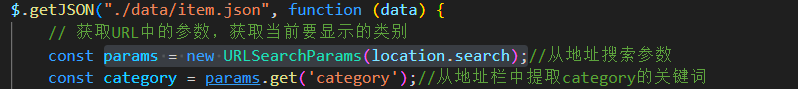 $.getJSON("./data/item.json", function (data) {
// 获取URL中的参数，获取当前要显示的类别
const params = new URLSearchParams(location.search);//从地址搜索参数
const category = params.get('category');//从地址栏中提取category的关键词